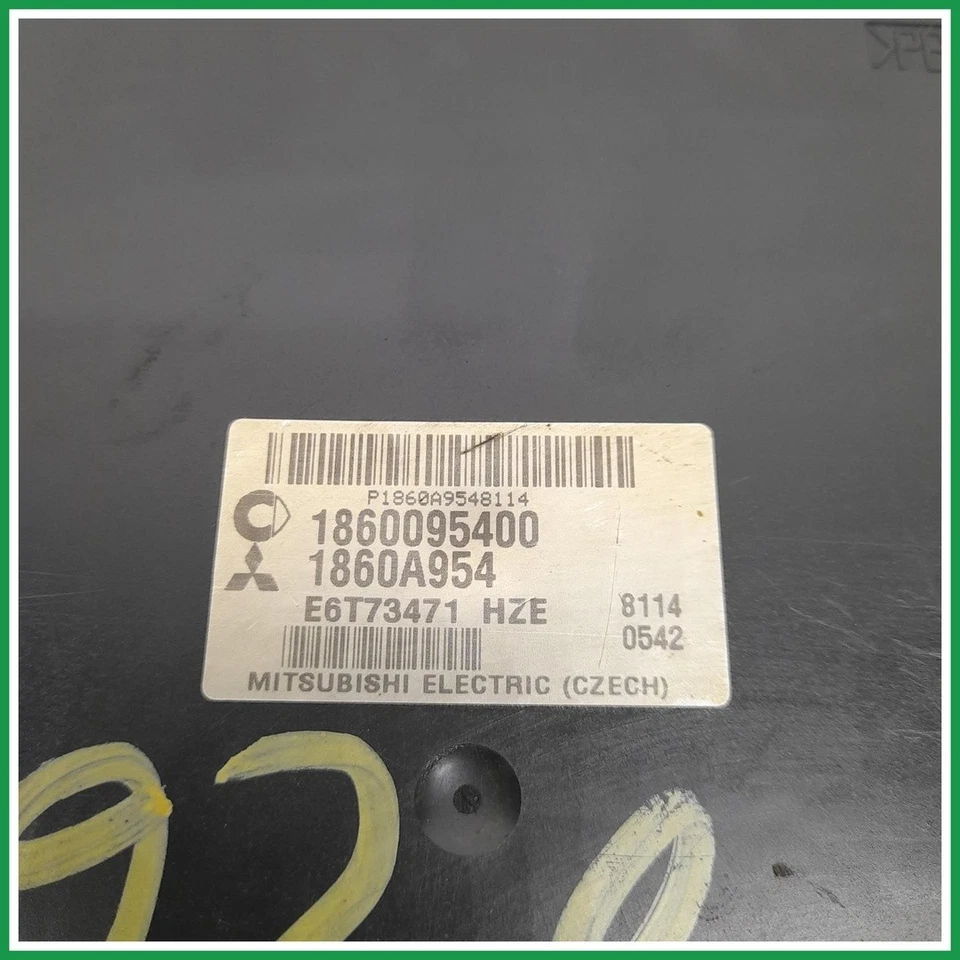 P1860A9548114
1860095400
1860A954
E6T73471 HZE 8114
0542
MITSUBISHI ELECTRIC (CZECH)